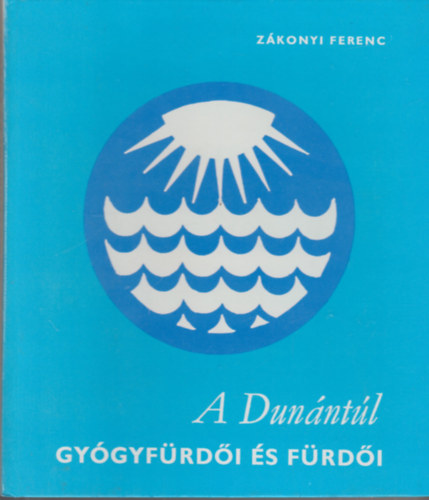 ZÁKONYI FERENC
A Dunántúl
GYÓGYFÜRDŐI ÉS FÜRDŐI